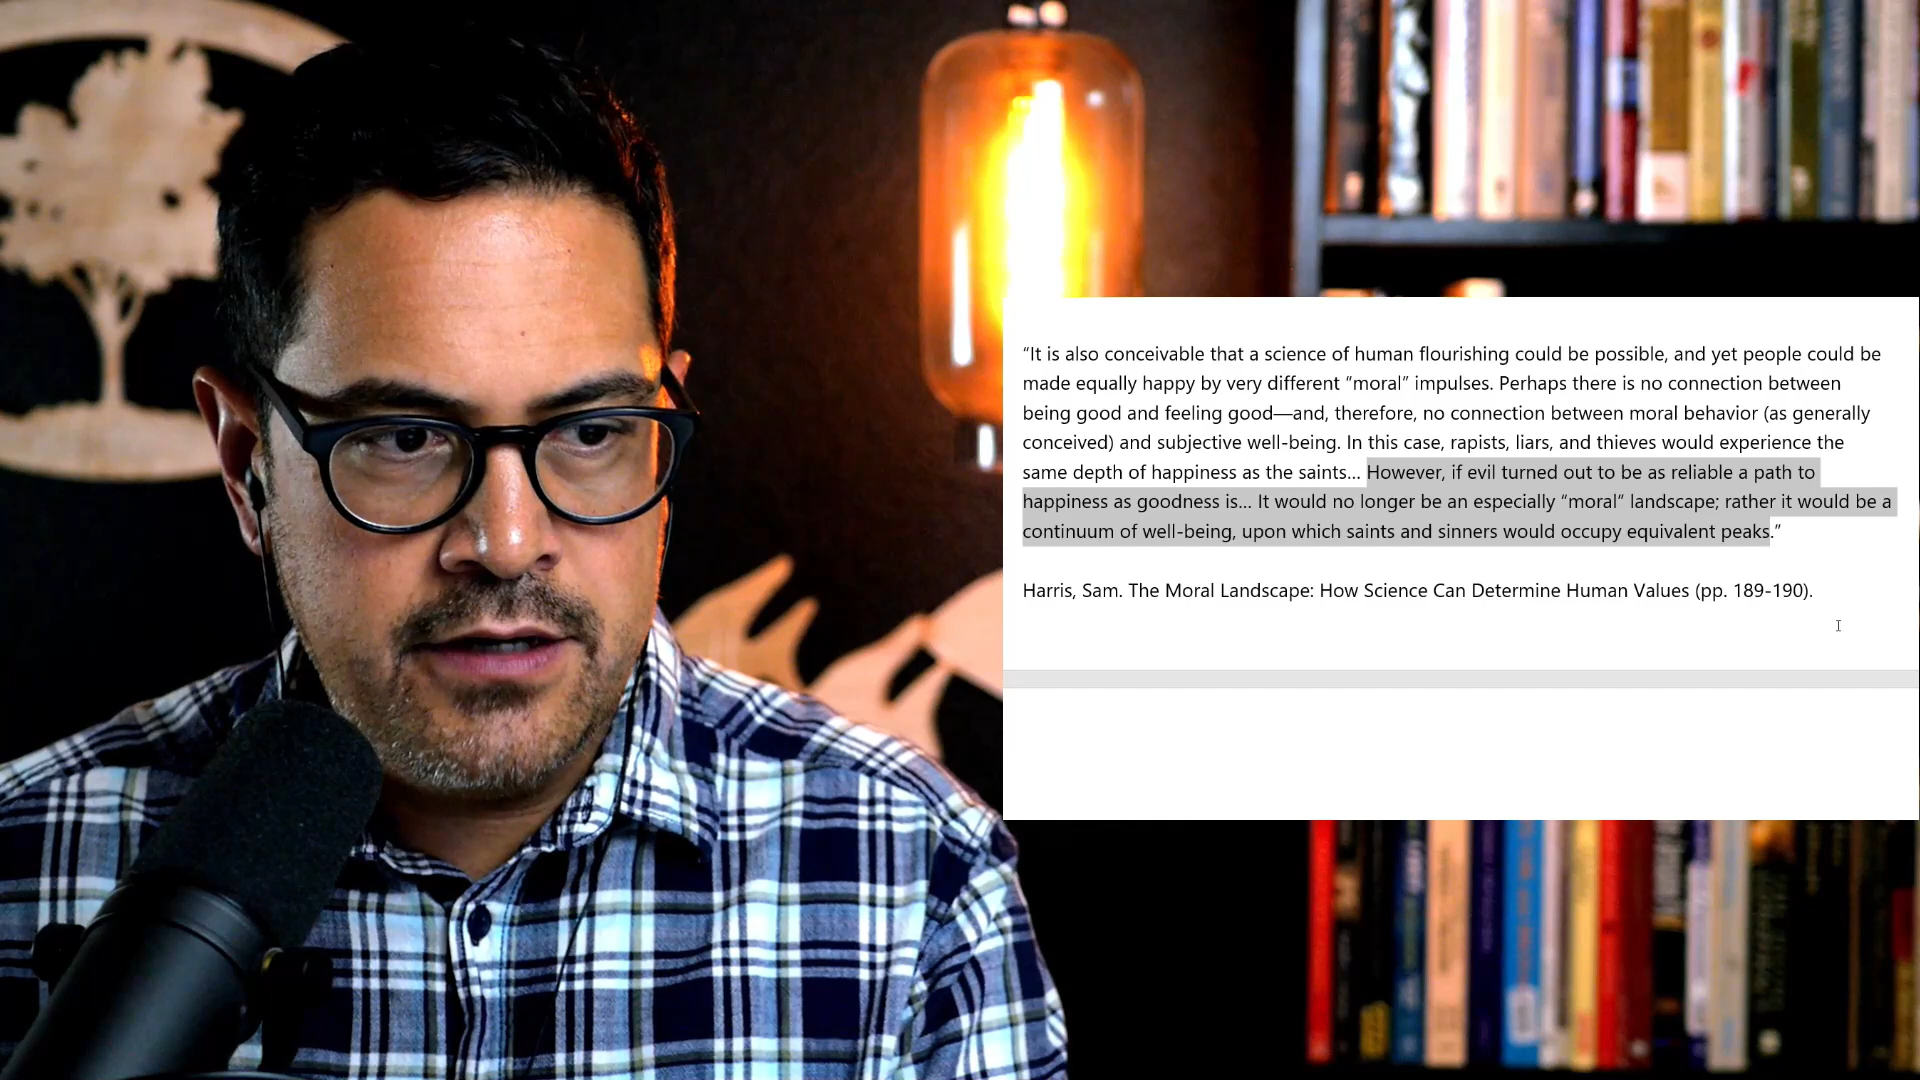 “It is also conceivable that a science of human flourishing could be possible, and yet people could be
made equally happy by very different “moral” impulses. Perhaps there is no connection between
being good and feeling good—and, therefore, no connection between moral behavior (as generally
conceived) and subjective well-being. In this case, rapists, liars, and thieves would experience the
same depth of happiness as the saints... However, if evil turned out to be as reliable a path to
happiness as goodness is... It would no longer be an especially “moral” landscape; rather it would be a
continuum of well-being, upon which saints and sinners would occupy equivalent peaks.”
Harris, Sam. The Moral Landscape: How Science Can Determine Human Values (pp. 189-190).